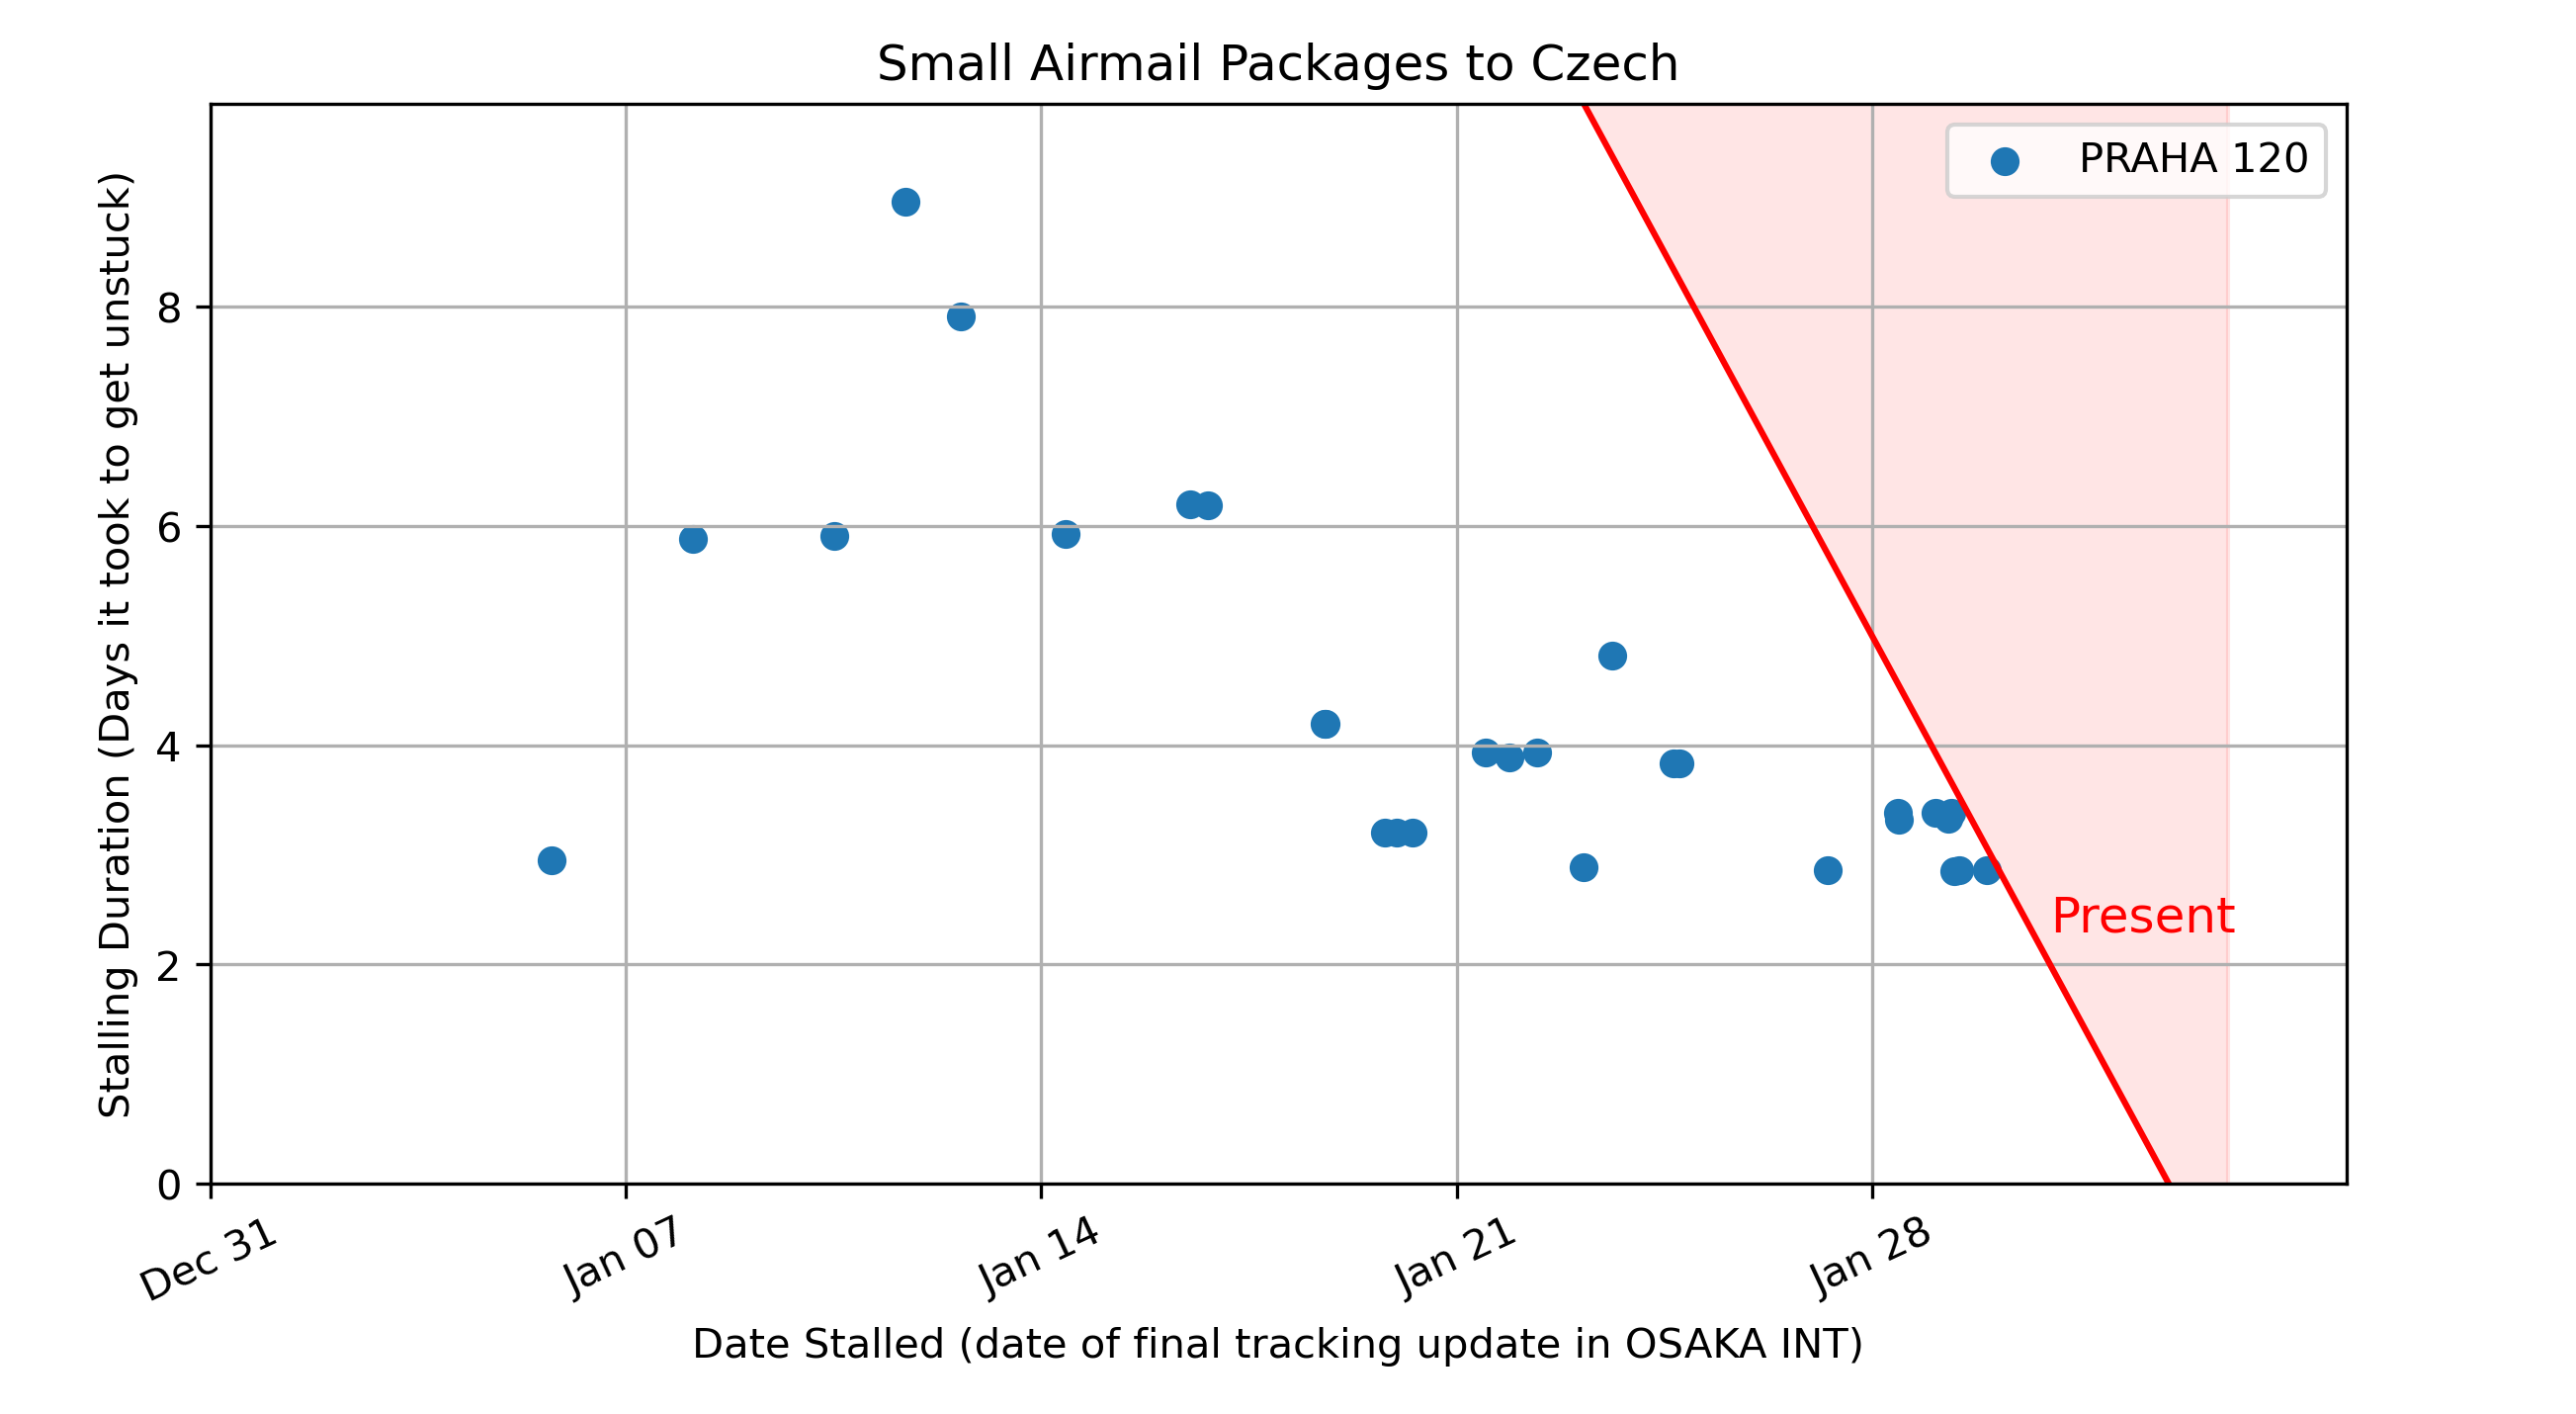 Small Airmail Packages to Czech
PRAHA 120
Stalling Duration (Days it took to get unstuck)
8
6
4
2
0
Present
Dec 31
Jan 07
Jan 14
Jan 21
Jan 28
Date Stalled (date of final tracking update in OSAKA INT)